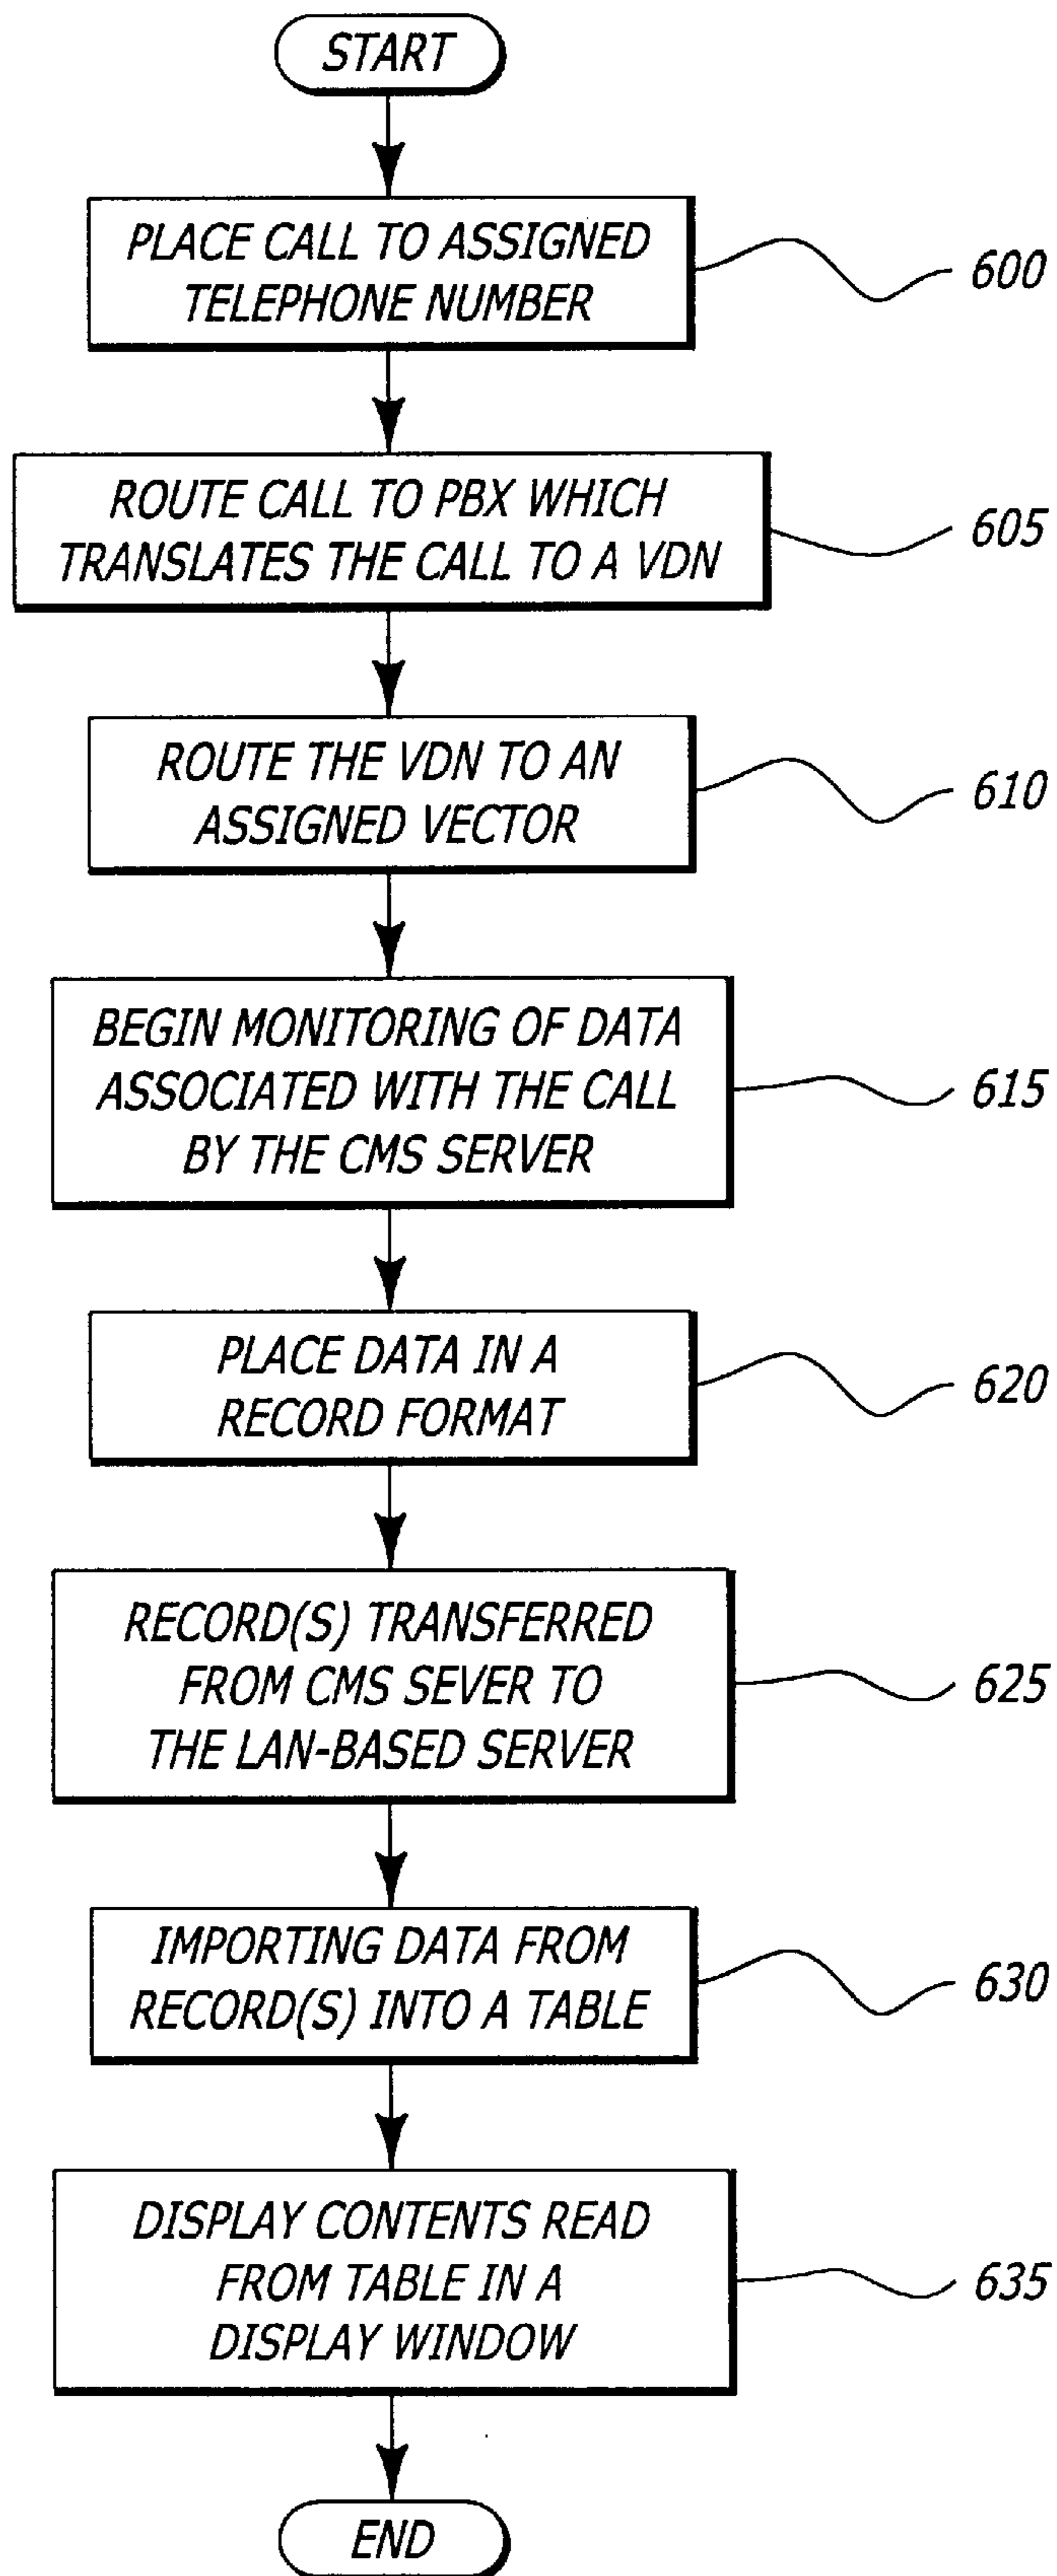 START
PLACE CALL TO ASSIGNED
TELEPHONE NUMBER
600
ROUTE CALL TO PBX WHICH
TRANSLATES THE CALL TO A VDN
605
ROUTE THE VDN TO AN
ASSIGNED VECTOR
610
BEGIN MONITORING OF DATA
ASSOCIATED WITH THE CALL
BY THE CMS SERVER
615
PLACE DATA IN A
RECORD FORMAT
620
RECORD(S) TRANSFERRED
FROM CMS SEVER TO
THE LAN-BASED SERVER
625
IMPORTING DATA FROM
RECORD(S) INTO A TABLE
630
DISPLAY CONTENTS READ
FROM TABLE IN A
DISPLAY WINDOW
635
END